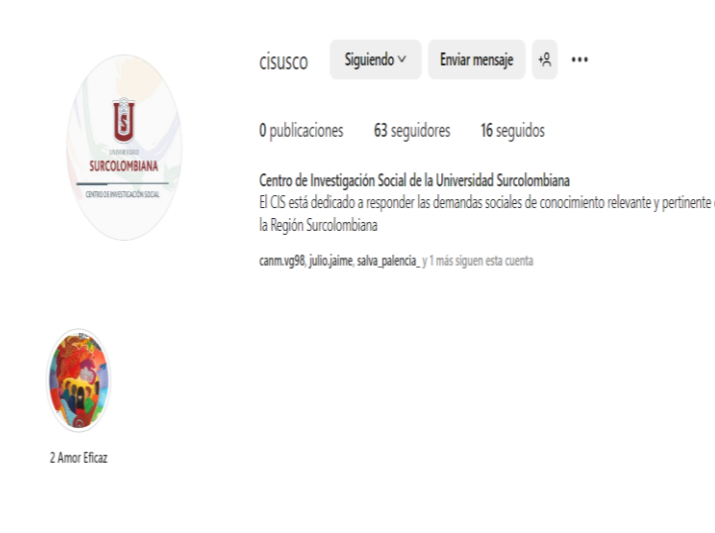 cisusco
Siguiendo
Enviar mensaje
0 publicaciones
63 seguidores
16 seguidos
UNIVERSIDAD
SURCOLOMBIANA
CENTRO DE INVESTIGACIÓN SOCIAL
Centro de Investigación Social de la Universidad Surcolombiana
El CIS está dedicado a responder las demandas sociales de conocimiento relevante y pertinente
la Región Surcolombiana
canm.vg98, julio.jaime, salva_palencia_ y 1 más siguen esta cuenta
2 Amor Eficaz